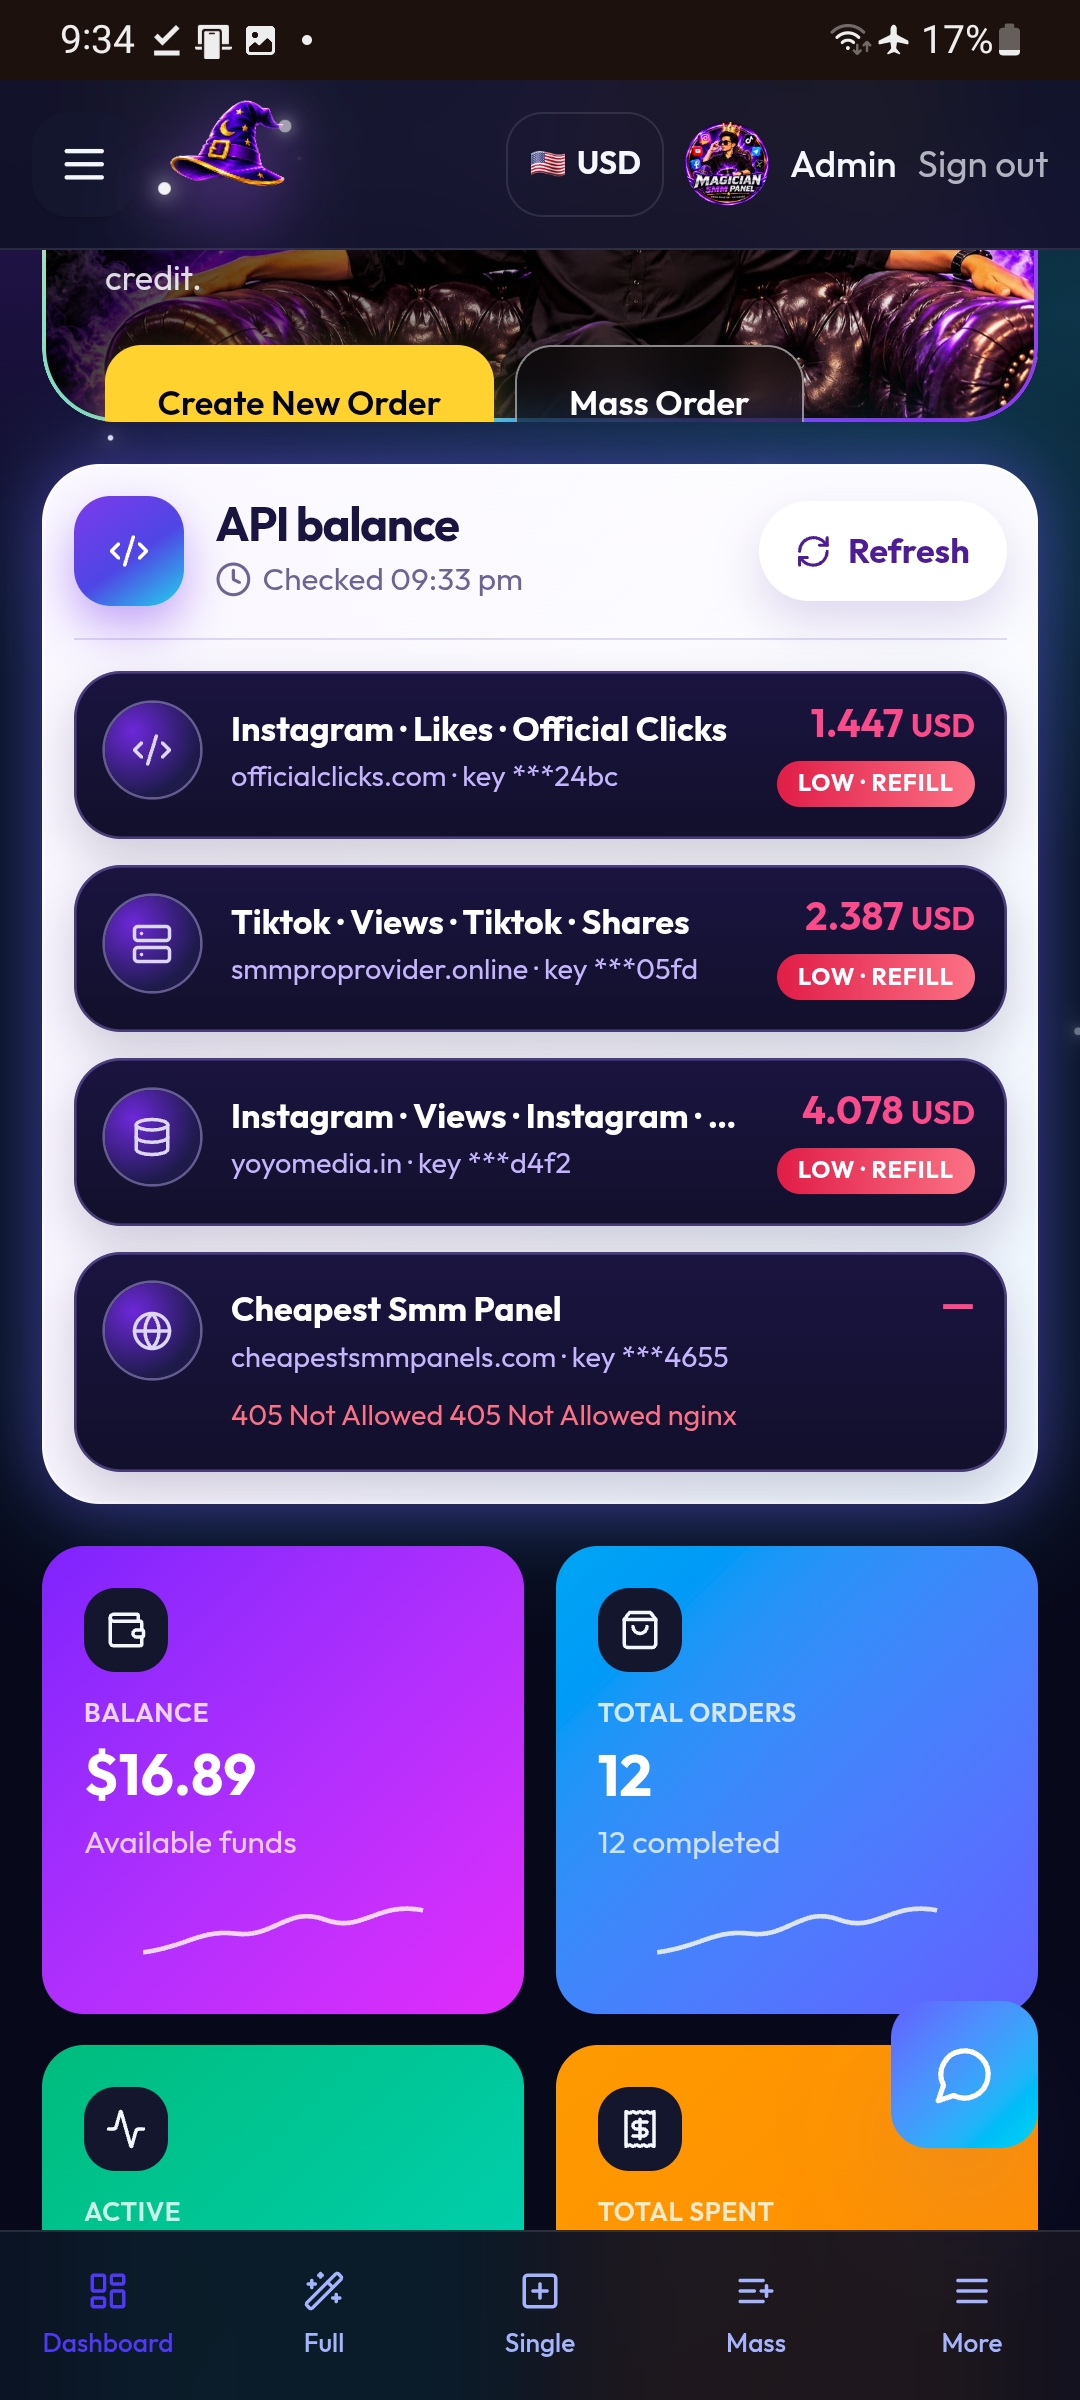 9:34
17%
USD
Admin
Sign out
MAGICIAN
SMM PANEL
credit.
Create New Order
Mass Order
API balance
Checked 09:33 pm
Refresh
Instagram · Likes · Official Clicks
1.447 USD
officialclicks.com · key ***24bc
LOW · REFILL
Tiktok · Views · Tiktok · Shares
2.387 USD
smmproprovider.online · key ***05fd
LOW · REFILL
Instagram · Views · Instagram · ...
4.078 USD
yoyomedia.in · key ***d4f2
LOW · REFILL
Cheapest Smm Panel
—
cheapestsmmpanels.com · key ***4655
405 Not Allowed 405 Not Allowed nginx
BALANCE
$16.89
Available funds
TOTAL ORDERS
12
12 completed
ACTIVE
TOTAL SPENT
Dashboard
Full
Single
Mass
More